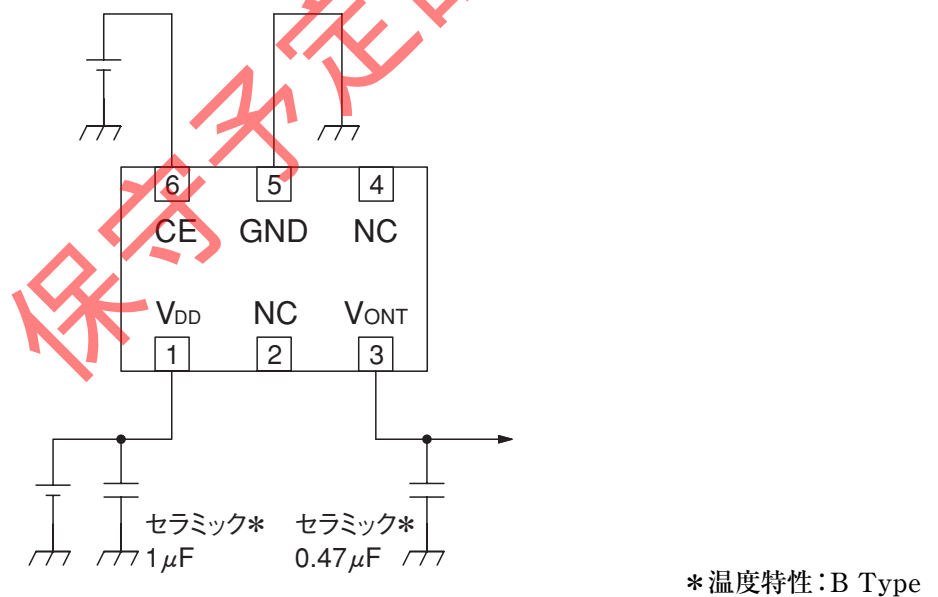 保守予定品
6 5 4
CE GND NC
VDD NC VONT
1 2 3
セラミック* セラミック*
1μF 0.47μF
*温度特性:B Type